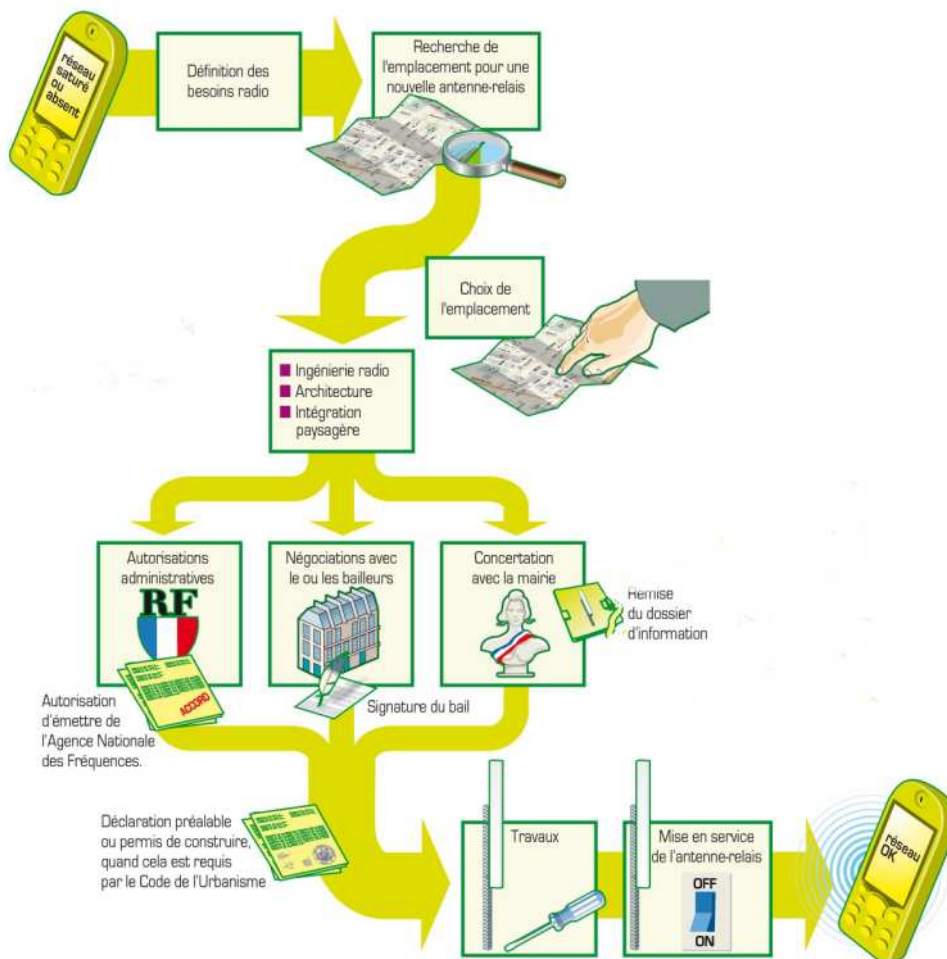 réseau
saturé
ou
absent
Définition des
besoins radio
Recherche de
l'emplacement pour une
nouvelle antenne-relais
Choix de
l'emplacement
Ingénierie radio
Architecture
Intégration
paysagère
Autorisations
administratives
RF
ACCORD
Autorisation
d'émettre de
l'Agence Nationale
des Fréquences.
Négociations avec
le ou les bailleurs
Signature du bail
Concertation
avec la mairie
Remise
du dossier
d'information
Déclaration préalable
ou permis de construire,
quand cela est requis
par le Code de l'Urbanisme
Travaux
Mise en service
de l'antenne-relais
OFF
ON
réseau
OK